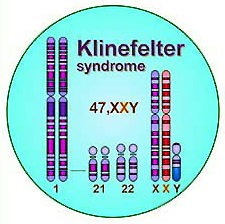 Klinefelter
syndrome
47,XXY
1 21 22 X X Y